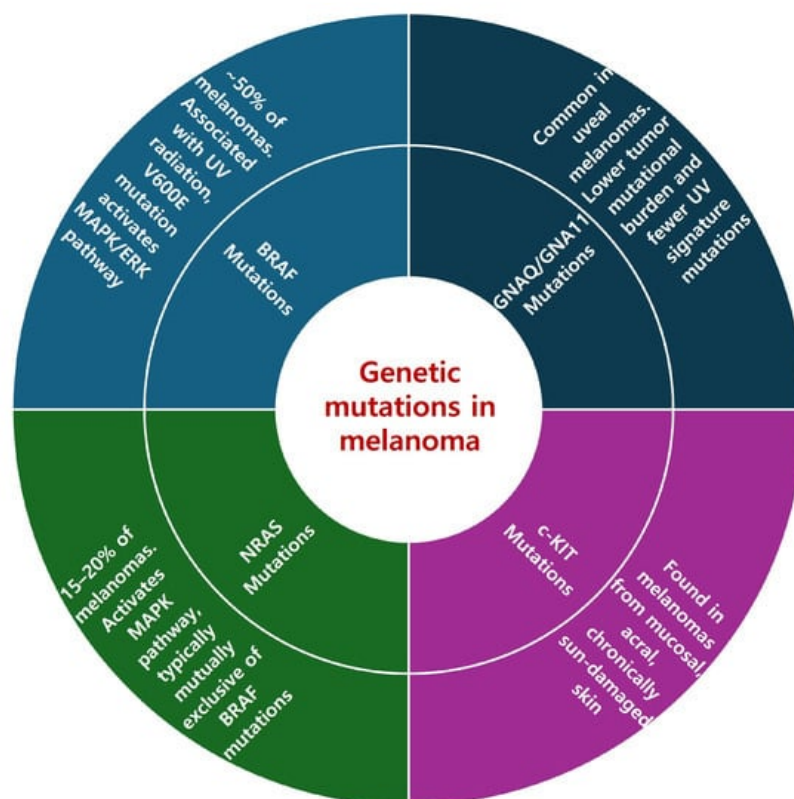 Genetic
mutations in
melanoma
BRAF
Mutations
~50% of
melanomas.
Associated
with UV
radiation,
V600E
mutation
activates
MAPK/ERK
pathway
GNAQ/GNA11
Mutations
Common in
uveal
melanomas.
Lower tumor
mutational
burden and
fewer UV
signature
mutations
NRAS
Mutations
15–20% of
melanomas.
Activates
MAPK
pathway,
typically
mutually
exclusive of
BRAF
mutations
c-KIT
Mutations
Found in
melanomas
from mucosal,
acral,
chronically
sun-damaged
skin